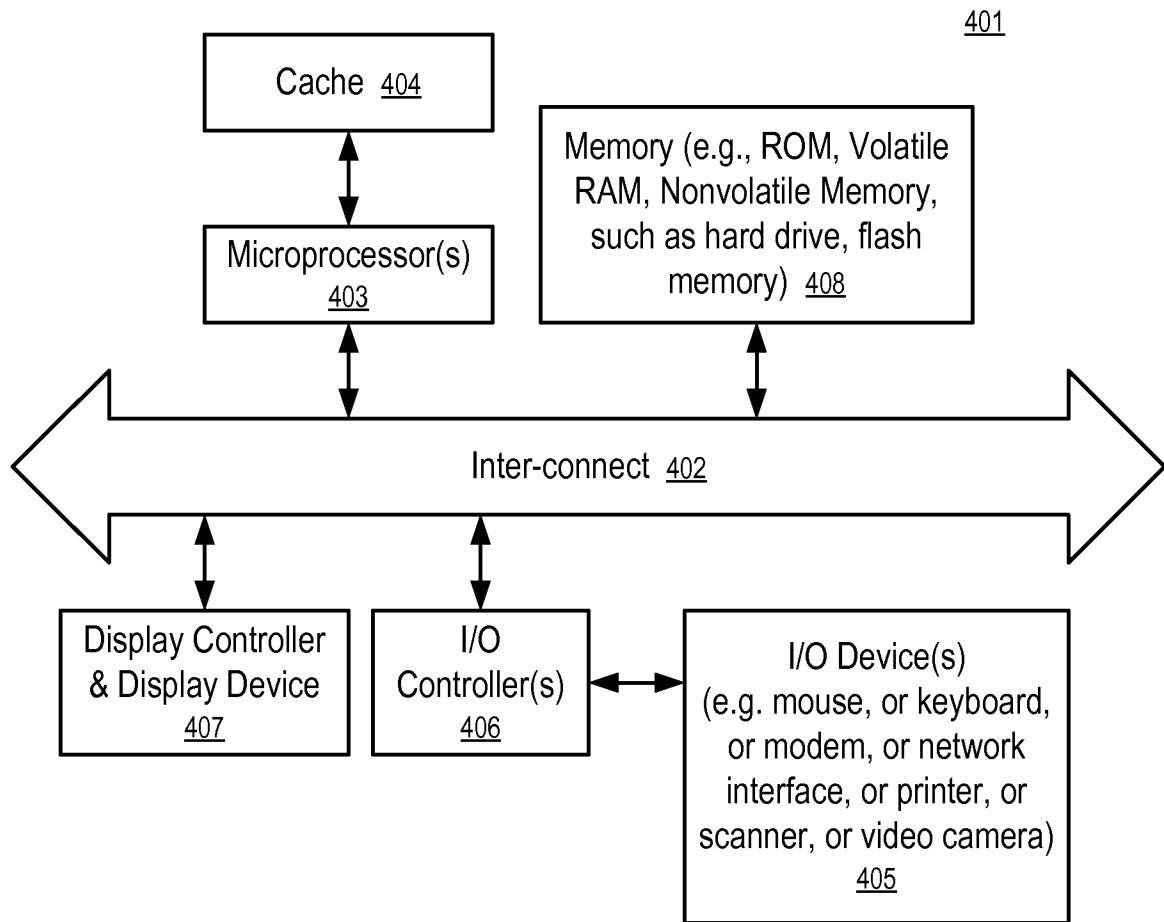 401
Cache 404
Memory (e.g., ROM, Volatile
RAM, Nonvolatile Memory,
such as hard drive, flash
memory) 408
Microprocessor(s)
403
Inter-connect 402
Display Controller
& Display Device
407
I/O
Controller(s)
406
I/O Device(s)
(e.g. mouse, or keyboard,
or modem, or network
interface, or printer, or
scanner, or video camera)
405